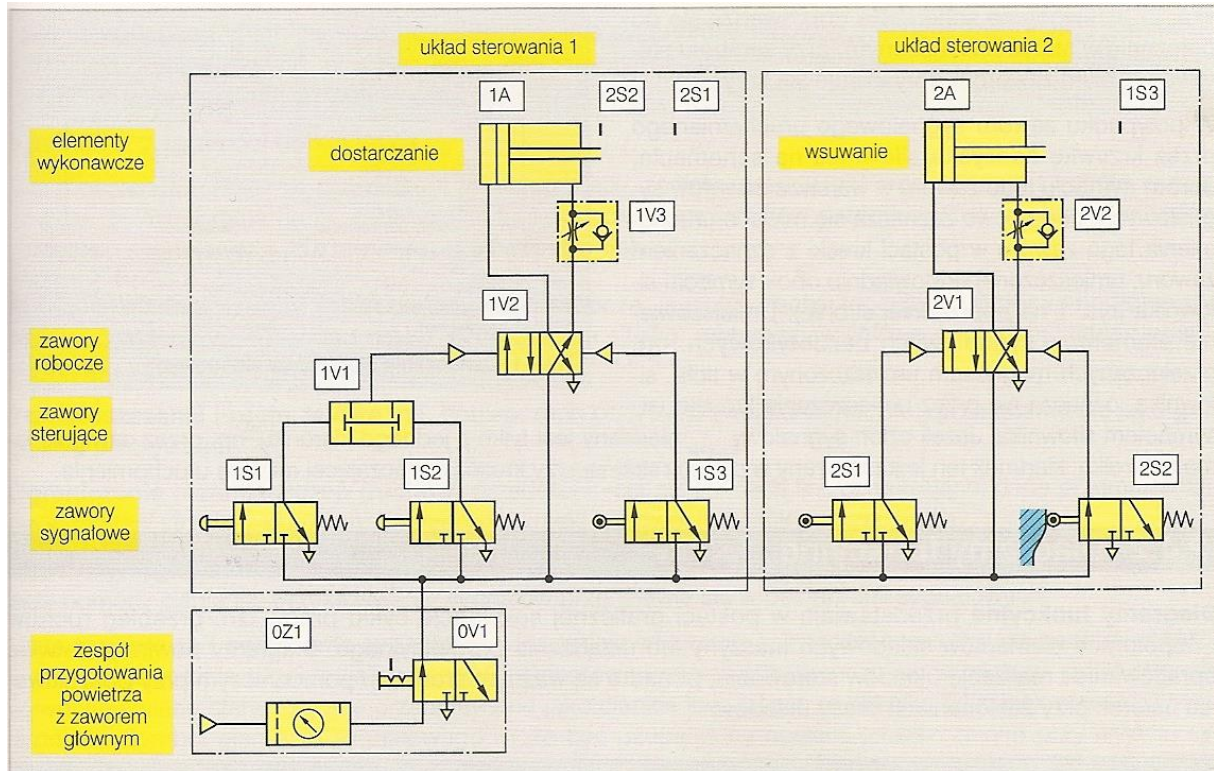 układ sterowania 1
układ sterowania 2
1A
2S2
2S1
2A
1S3
elementy
wykonawcze
dostarczanie
wsuwanie
1V3
2V2
1V2
2V1
zawory
robocze
1V1
zawory
sterujące
1S1
1S2
1S3
2S1
2S2
zawory
sygnałowe
0Z1
0V1
zespół
przygotowania
powietrza
z zaworem
głównym